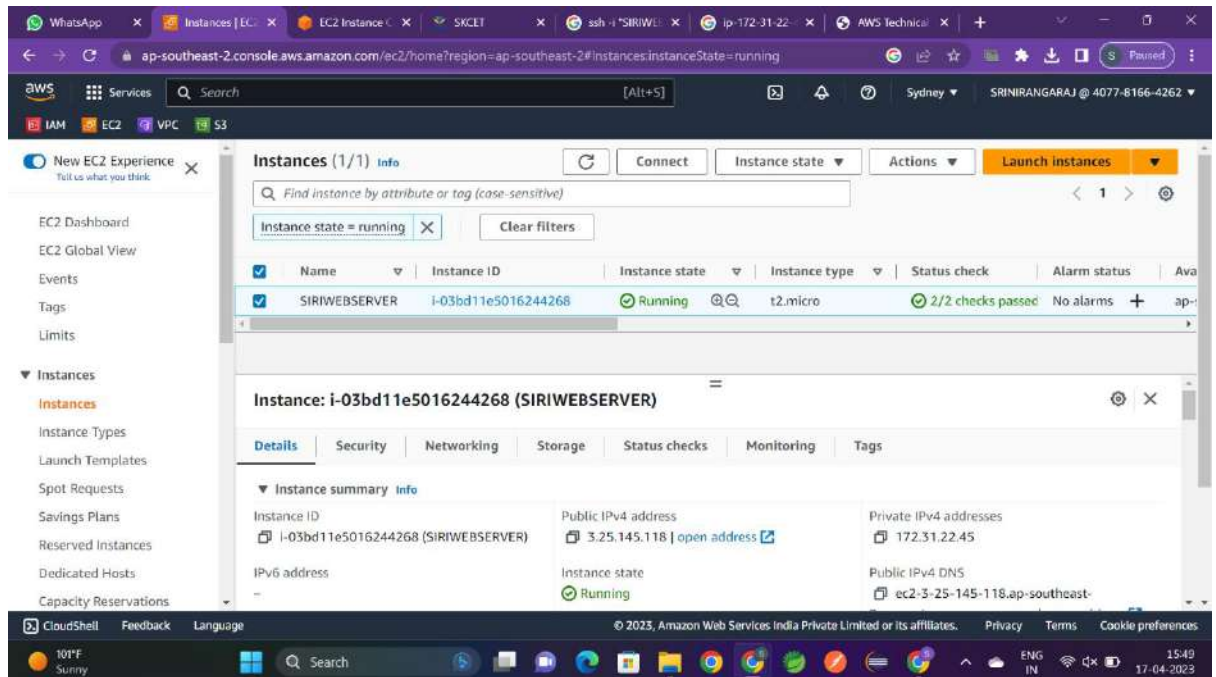 WhatsApp
Instances | EC
EC2 Instance C
SKCET
ssh -i "SIRIWE
ip-172-31-22-
AWS Technical
ap-southeast-2.console.aws.amazon.com/ec2/home?region=ap-southeast-2#Instances:instanceState=running
S Paused
aws Services Search [Alt+S] Sydney SRINIRANGARAJ @ 4077-8166-4262
IAM EC2 VPC S3
New EC2 Experience
Tell us what you think
EC2 Dashboard
EC2 Global View
Events
Tags
Limits
Instances
Instances
Instance Types
Launch Templates
Spot Requests
Savings Plans
Reserved Instances
Dedicated Hosts
Capacity Reservations
Instances (1/1) Info Connect Instance state Actions Launch instances
Find instance by attribute or tag (case-sensitive) 1
Instance state = running Clear filters
Name Instance ID Instance state Instance type Status check Alarm status Ava
SIRIWEBSERVER i-03bd11e5016244268 Running t2.micro 2/2 checks passed No alarms + ap-
Instance: i-03bd11e5016244268 (SIRIWEBSERVER)
Details Security Networking Storage Status checks Monitoring Tags
Instance summary Info
Instance ID Public IPv4 address Private IPv4 addresses
i-03bd11e5016244268 (SIRIWEBSERVER) 3.25.145.118 | open address 172.31.22.45
IPv6 address Instance state Public IPv4 DNS
– Running ec2-3-25-145-118.ap-southeast-
CloudShell Feedback Language © 2023, Amazon Web Services India Private Limited or its affiliates. Privacy Terms Cookie preferences
101°F
Sunny
Search
ENG
IN
15:49
17-04-2023